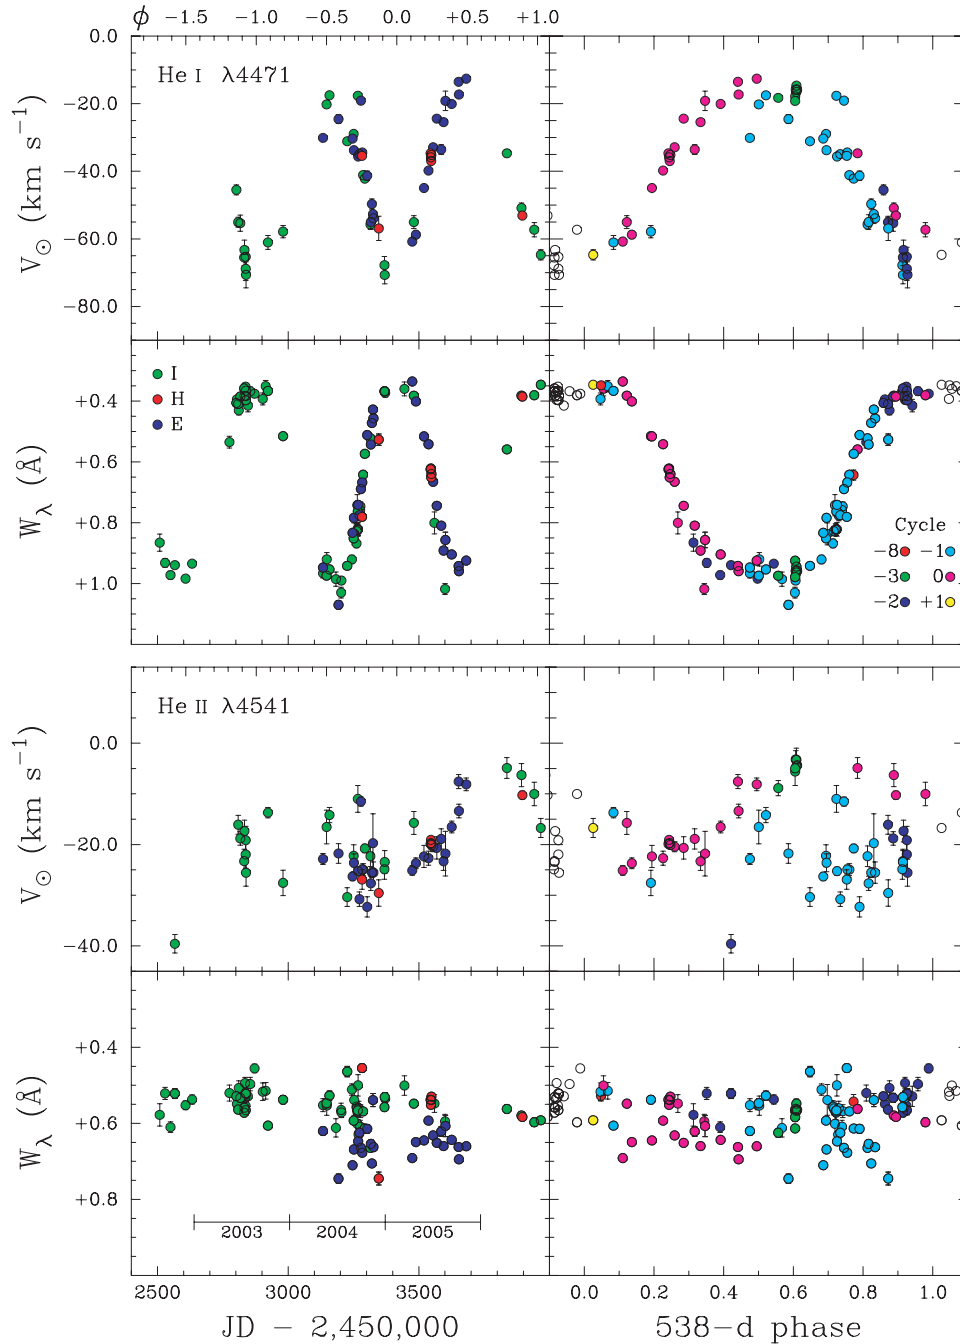 ϕ −1.5 −1.0 −0.5 0.0 +0.5 +1.0
0.0
−20.0
−40.0
−60.0
−80.0
V⊙ (km s⁻¹)
He I λ4471
+0.4
+0.6
+0.8
+1.0
Wλ (Å)
I
H
E
Cycle
−8 −1
−3 0
−2 +1
0.0
−20.0
−40.0
V⊙ (km s⁻¹)
He II λ4541
+0.4
+0.6
+0.8
Wλ (Å)
2003 2004 2005
2500 3000 3500
0.0 0.2 0.4 0.6 0.8 1.0
JD − 2,450,000
538−d phase